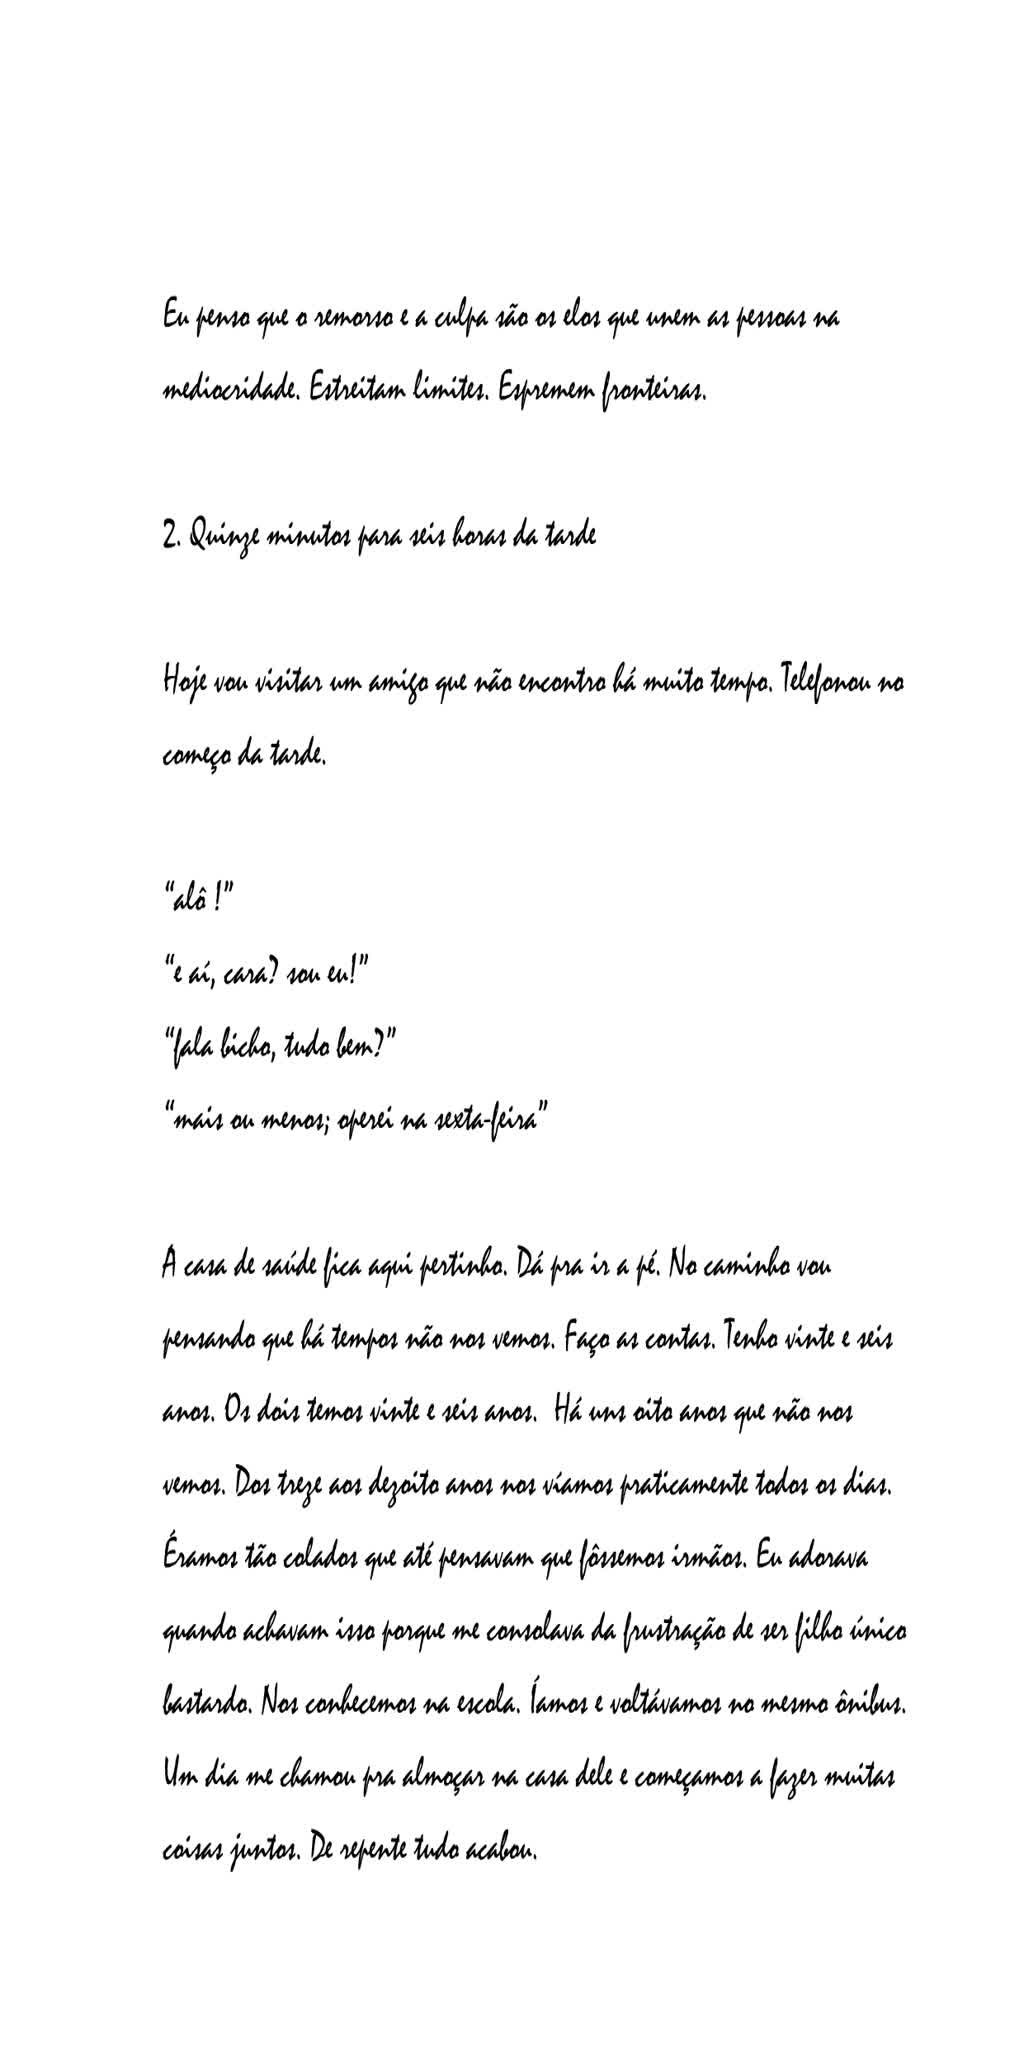 Eu penso que o remorso e a culpa são os elos que unem as pessoas na
mediocridade. Estreitam limites. Espremem fronteiras.
2. Quinze minutos para seis horas da tarde
Hoje vou visitar um amigo que não encontro há muito tempo. Telefonou no
começo da tarde.
“alô !”
“e aí, cara? sou eu!”
“fala bicho, tudo bem?”
“mais ou menos; operei na sexta-feira”
A casa de saúde fica aqui pertinho. Dá pra ir a pé. No caminho vou
pensando que há tempos não nos vemos. Faço as contas. Tenho vinte e seis
anos. Os dois temos vinte e seis anos.  Há uns oito anos que não nos
vemos. Dos treze aos dezoito anos nos víamos praticamente todos os dias.
Éramos tão colados que até pensavam que fôssemos irmãos. Eu adorava
quando achavam isso porque me consolava da frustração de ser filho único
bastardo. Nos conhecemos na escola. Íamos e voltávamos no mesmo ônibus.
Um dia me chamou pra almoçar na casa dele e começamos a fazer muitas
coisas juntos. De repente tudo acabou.